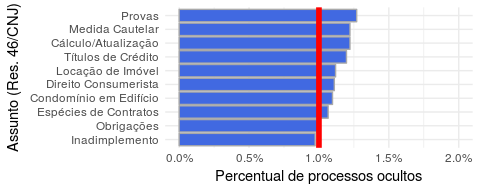 Assunto (Res. 46/CNJ)
Provas
Medida Cautelar
Cálculo/Atualização
Títulos de Crédito
Locação de Imóvel
Direito Consumerista
Condomínio em Edifício
Espécies de Contratos
Obrigações
Inadimplemento
0.0% 0.5% 1.0% 1.5% 2.0%
Percentual de processos ocultos